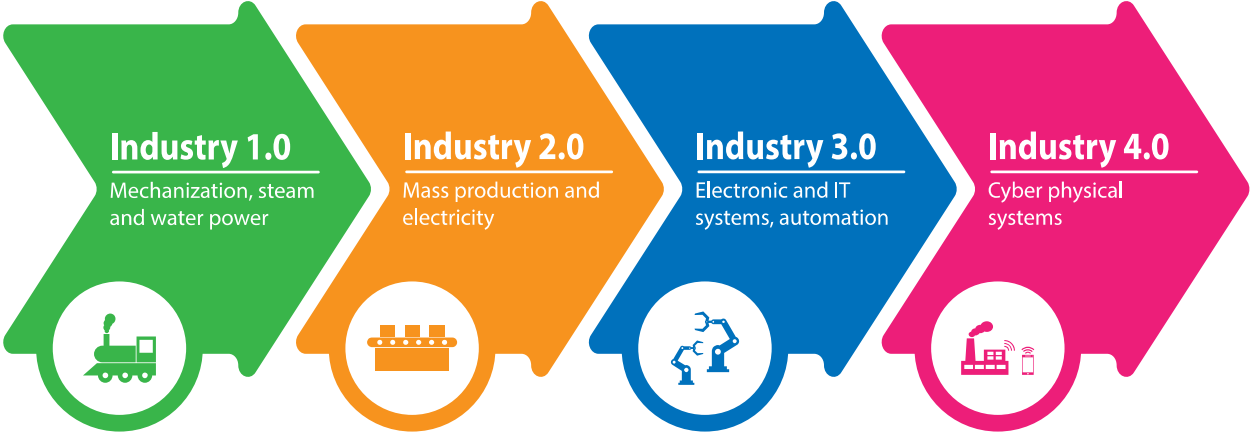 Industry 1.0
Mechanization, steam
and water power
Industry 2.0
Mass production and
electricity
Industry 3.0
Electronic and IT
systems, automation
Industry 4.0
Cyber physical
systems